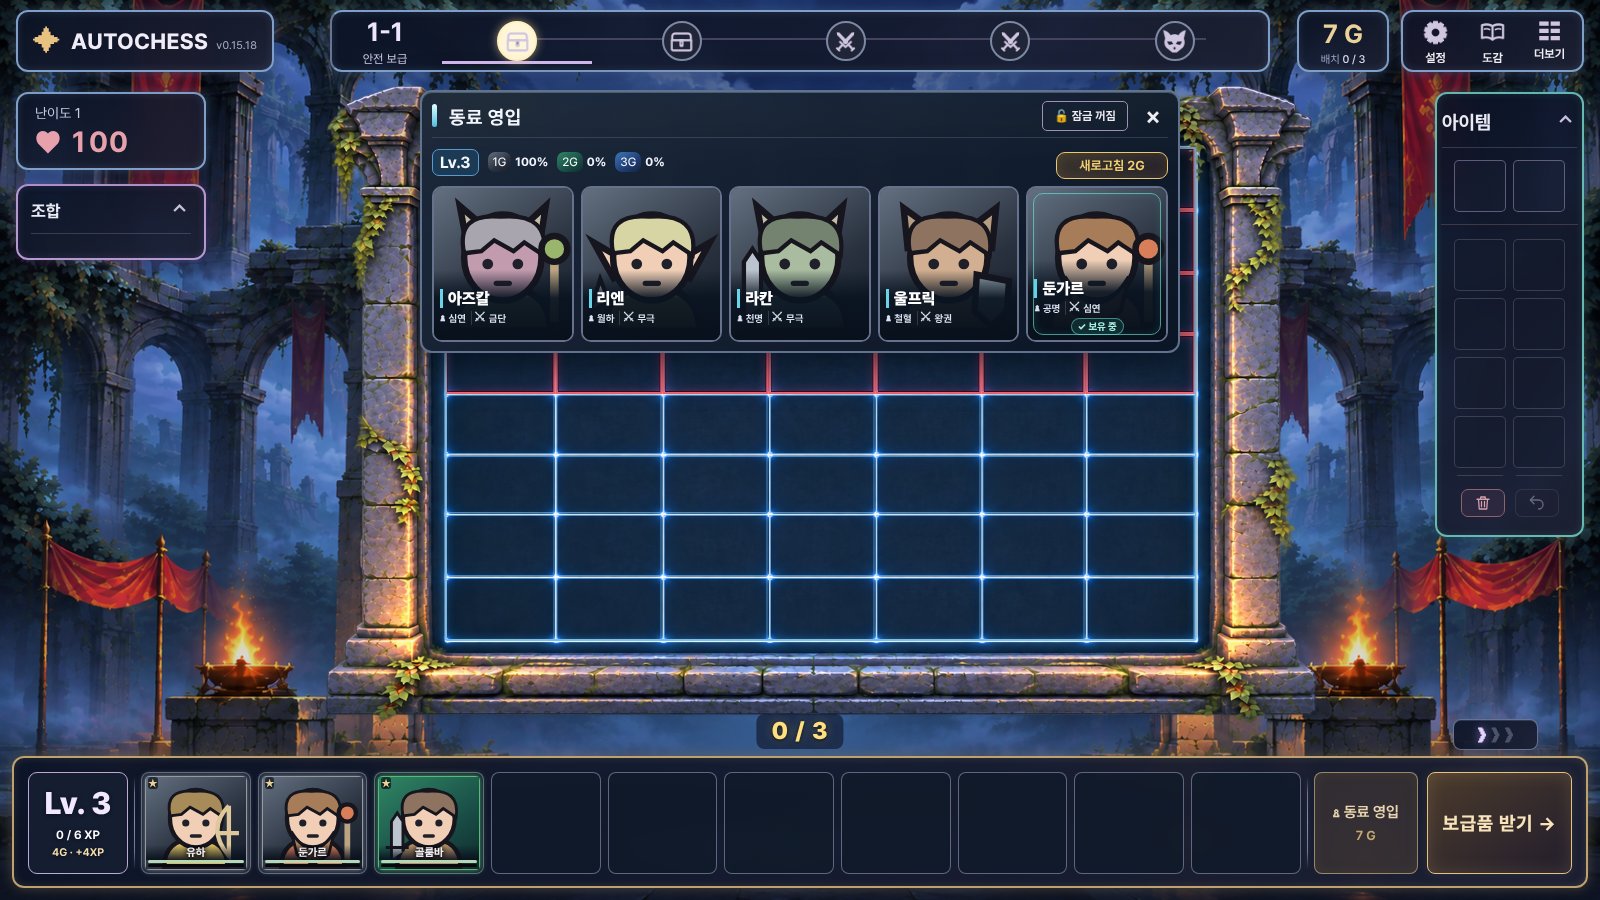 AUTOCHESS v0.15.18
1-1
안전 보급
7 G
배치 0 / 3
설정
도감
더보기
난이도 1
100
조합
동료 영입
잠금 꺼짐
Lv.3
1G 100% 2G 0% 3G 0%
새로고침 2G
아즈칼
심연 금단
리엔
월하 무극
라칸
천명 무극
울프릭
철혈 왕권
둔가르
공명 심연
보유 중
아이템
0 / 3
Lv. 3
0 / 6 XP
4G · +4XP
유하
둔가르
골룸바
동료 영입
7 G
보급품 받기